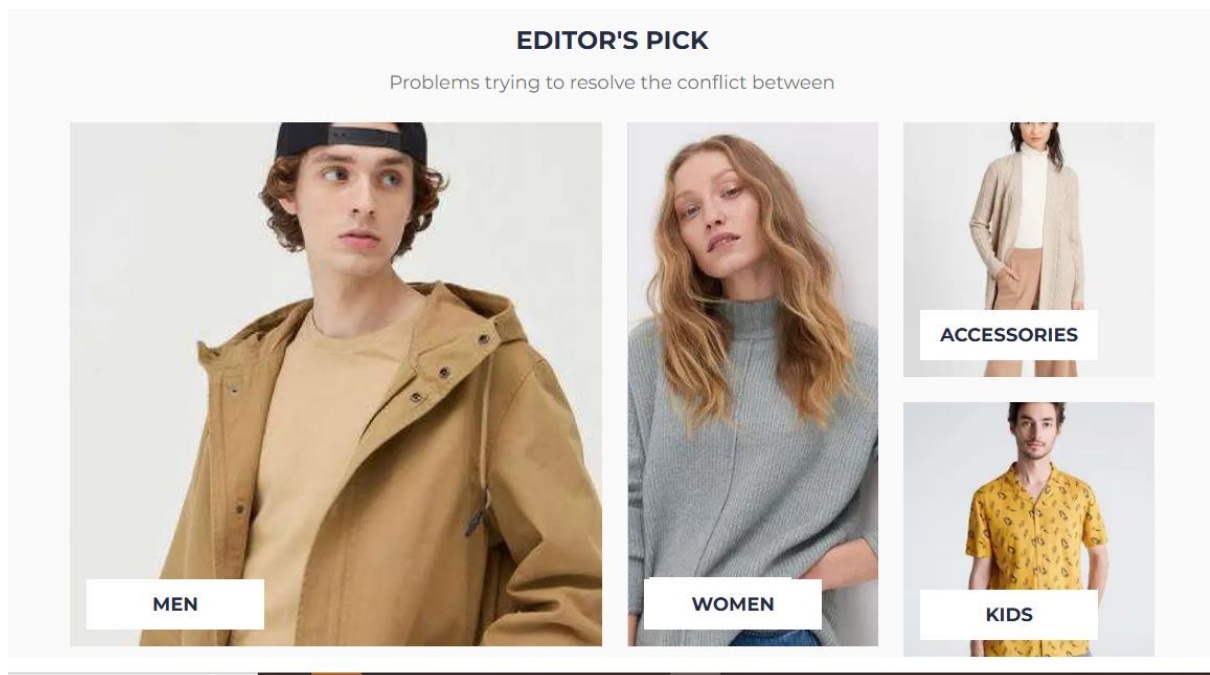 EDITOR'S PICK
Problems trying to resolve the conflict between
MEN
WOMEN
ACCESSORIES
KIDS